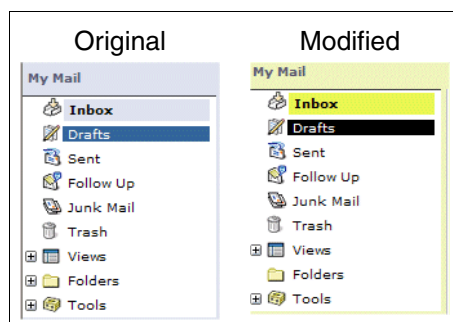 Original
My Mail
Inbox
Drafts
Sent
Follow Up
Junk Mail
Trash
Views
Folders
Tools
Modified
My Mail
Inbox
Drafts
Sent
Follow Up
Junk Mail
Trash
Views
Folders
Tools